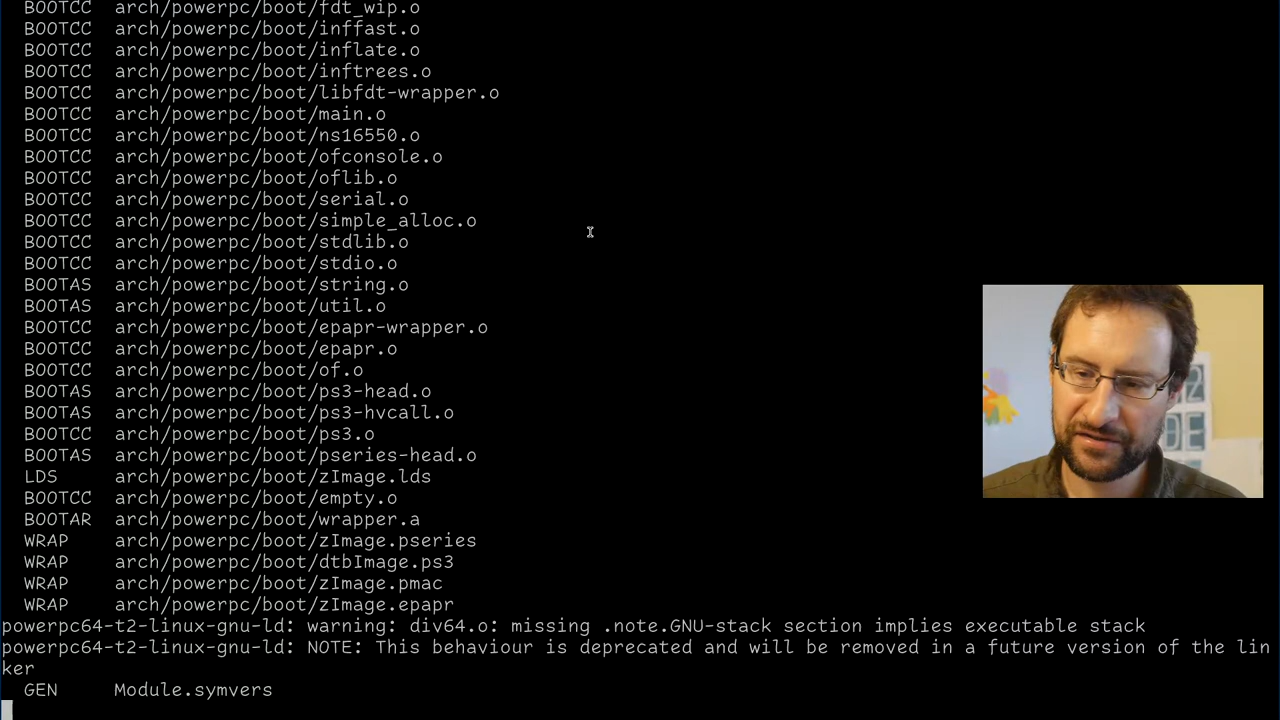 BOOTCC arch/powerpc/boot/fdt_wip.o
BOOTCC arch/powerpc/boot/inffast.o
BOOTCC arch/powerpc/boot/inflate.o
BOOTCC arch/powerpc/boot/inftrees.o
BOOTCC arch/powerpc/boot/libfdt-wrapper.o
BOOTCC arch/powerpc/boot/main.o
BOOTCC arch/powerpc/boot/ns16550.o
BOOTCC arch/powerpc/boot/ofconsole.o
BOOTCC arch/powerpc/boot/oflib.o
BOOTCC arch/powerpc/boot/serial.o
BOOTCC arch/powerpc/boot/simple_alloc.o
BOOTCC arch/powerpc/boot/stdlib.o
BOOTCC arch/powerpc/boot/stdio.o
BOOTAS arch/powerpc/boot/string.o
BOOTAS arch/powerpc/boot/util.o
BOOTCC arch/powerpc/boot/epapr-wrapper.o
BOOTCC arch/powerpc/boot/epapr.o
BOOTCC arch/powerpc/boot/of.o
BOOTAS arch/powerpc/boot/ps3-head.o
BOOTAS arch/powerpc/boot/ps3-hvcall.o
BOOTCC arch/powerpc/boot/ps3.o
BOOTAS arch/powerpc/boot/pseries-head.o
LDS arch/powerpc/boot/zImage.lds
BOOTCC arch/powerpc/boot/empty.o
BOOTAR arch/powerpc/boot/wrapper.a
WRAP arch/powerpc/boot/zImage.pseries
WRAP arch/powerpc/boot/dtbImage.ps3
WRAP arch/powerpc/boot/zImage.pmac
WRAP arch/powerpc/boot/zImage.epapr
powerpc64-t2-linux-gnu-ld: warning: div64.o: missing .note.GNU-stack section implies executable stack
powerpc64-t2-linux-gnu-ld: NOTE: This behaviour is deprecated and will be removed in a future version of the lin
ker
GEN Module.symvers